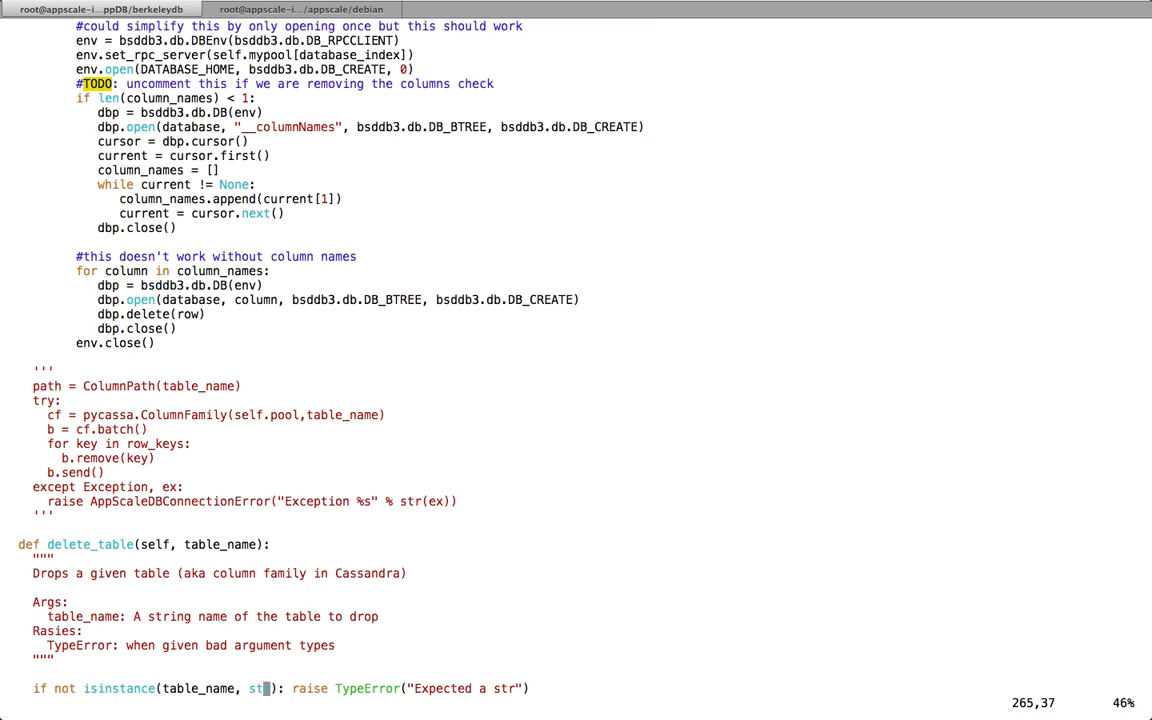 root@appscale-i...ppDB/berkeleydb root@appscale-i.../appscale/debian
#could simplify this by only opening once but this should work
env = bsddb3.db.DBEnv(bsddb3.db.DB_RPCCLIENT)
env.set_rpc_server(self.mypool[database_index])
env.open(DATABASE_HOME, bsddb3.db.DB_CREATE, 0)
#TODO: uncomment this if we are removing the columns check
if len(column_names) < 1:
dbp = bsddb3.db.DB(env)
dbp.open(database, "__columnNames", bsddb3.db.DB_BTREE, bsddb3.db.DB_CREATE)
cursor = dbp.cursor()
current = cursor.first()
column_names = []
while current != None:
column_names.append(current[1])
current = cursor.next()
dbp.close()
#this doesn't work without column names
for column in column_names:
dbp = bsddb3.db.DB(env)
dbp.open(database, column, bsddb3.db.DB_BTREE, bsddb3.db.DB_CREATE)
dbp.delete(row)
dbp.close()
env.close()
'''
path = ColumnPath(table_name)
try:
cf = pycassa.ColumnFamily(self.pool,table_name)
b = cf.batch()
for key in row_keys:
b.remove(key)
b.send()
except Exception, ex:
raise AppScaleDBConnectionError("Exception %s" % str(ex))
'''
def delete_table(self, table_name):
"""
Drops a given table (aka column family in Cassandra)
Args:
table_name: A string name of the table to drop
Rasies:
TypeError: when given bad argument types
"""
if not isinstance(table_name, str): raise TypeError("Expected a str")
265,37 46%